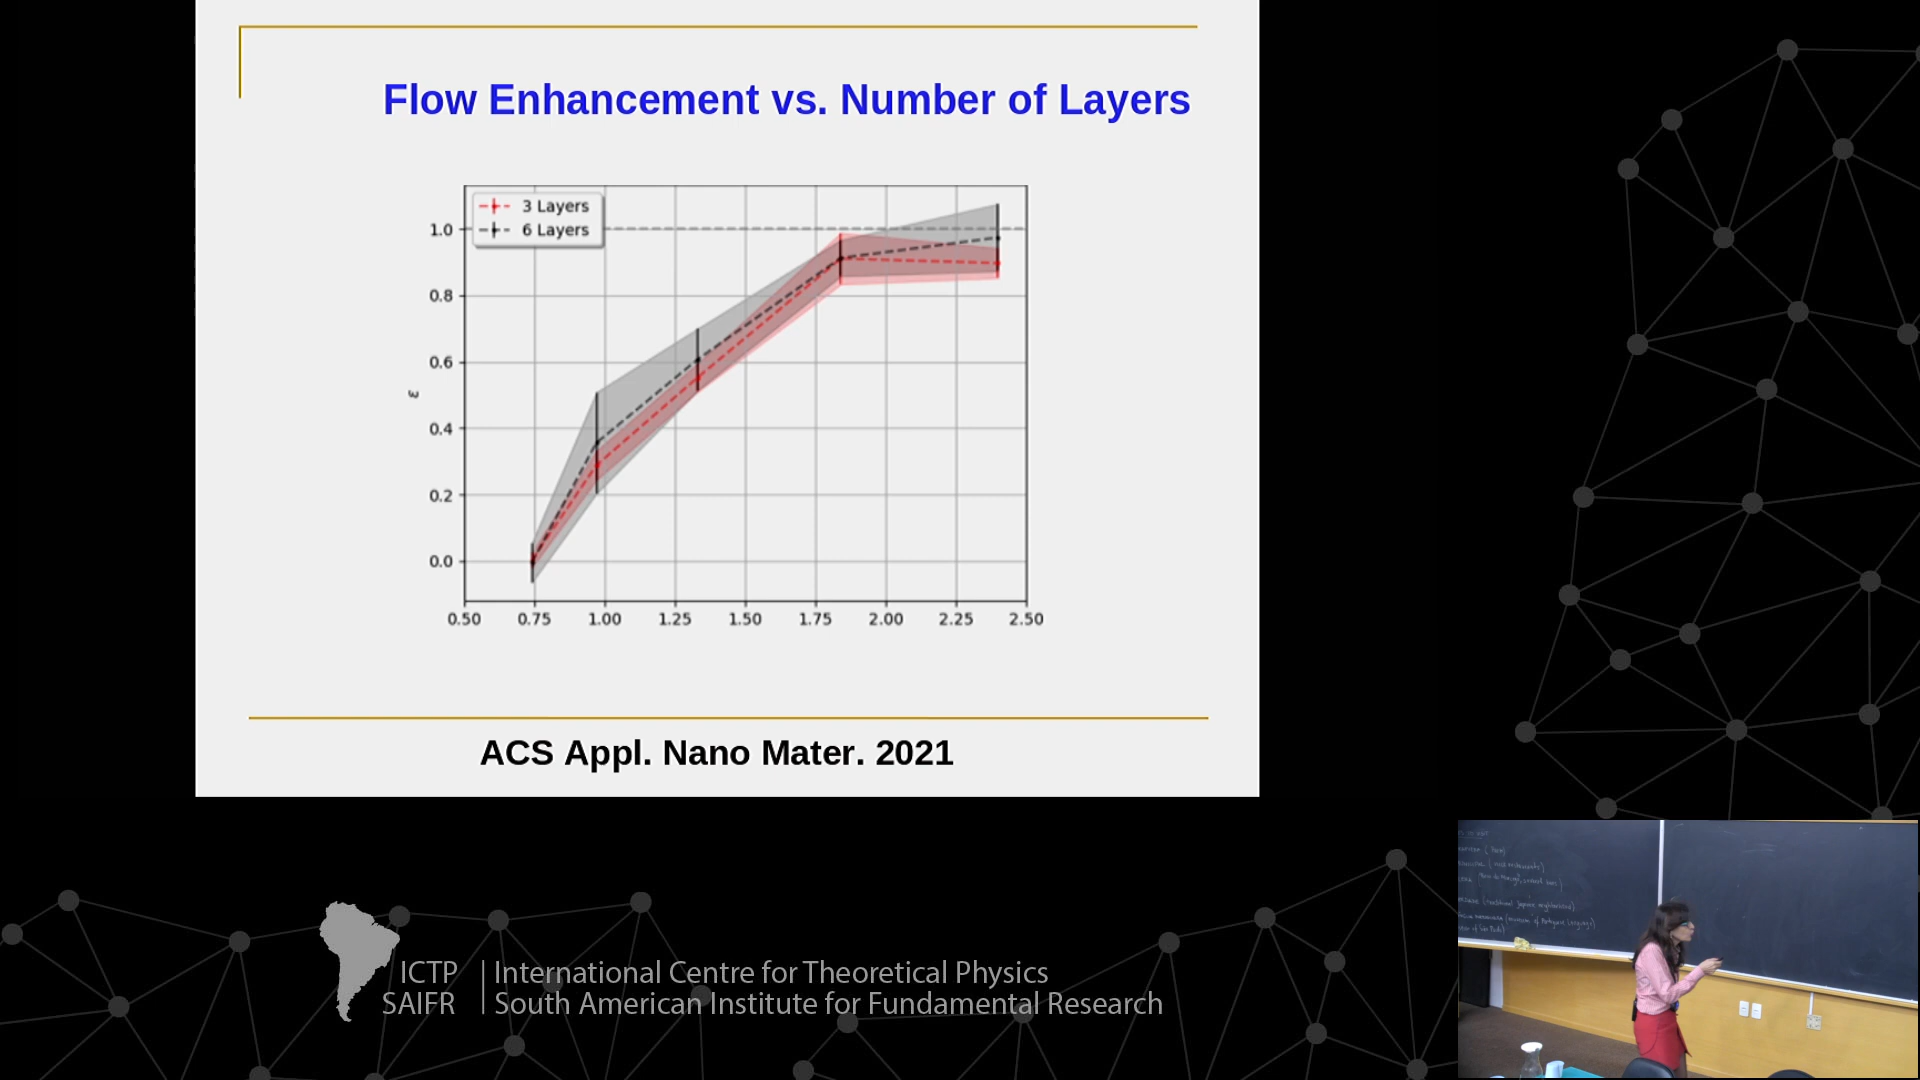 Flow Enhancement vs. Number of Layers
3 Layers
6 Layers
1.0
0.8
0.6
0.4
0.2
0.0
ε
0.50 0.75 1.00 1.25 1.50 1.75 2.00 2.25 2.50
ACS Appl. Nano Mater. 2021
ICTP
SAIFR
International Centre for Theoretical Physics
South American Institute for Fundamental Research